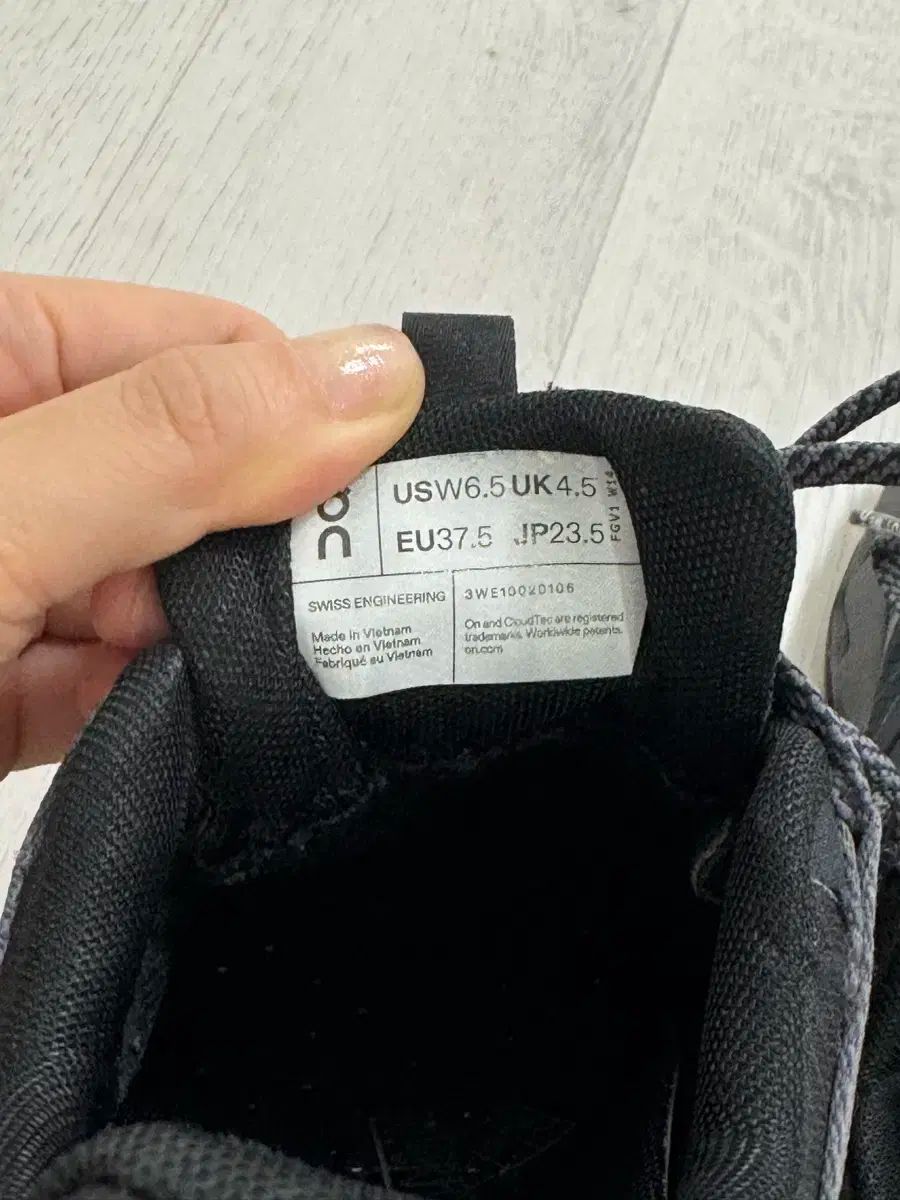 on
USW6.5 UK4.5
EU37.5 JP23.5
FGV1 W14
SWISS ENGINEERING
Made in Vietnam
Hecho en Vietnam
Fabriqué au Vietnam
3WE10020106
On and CloudTec are registered
trademarks. Worldwide patents.
on.com